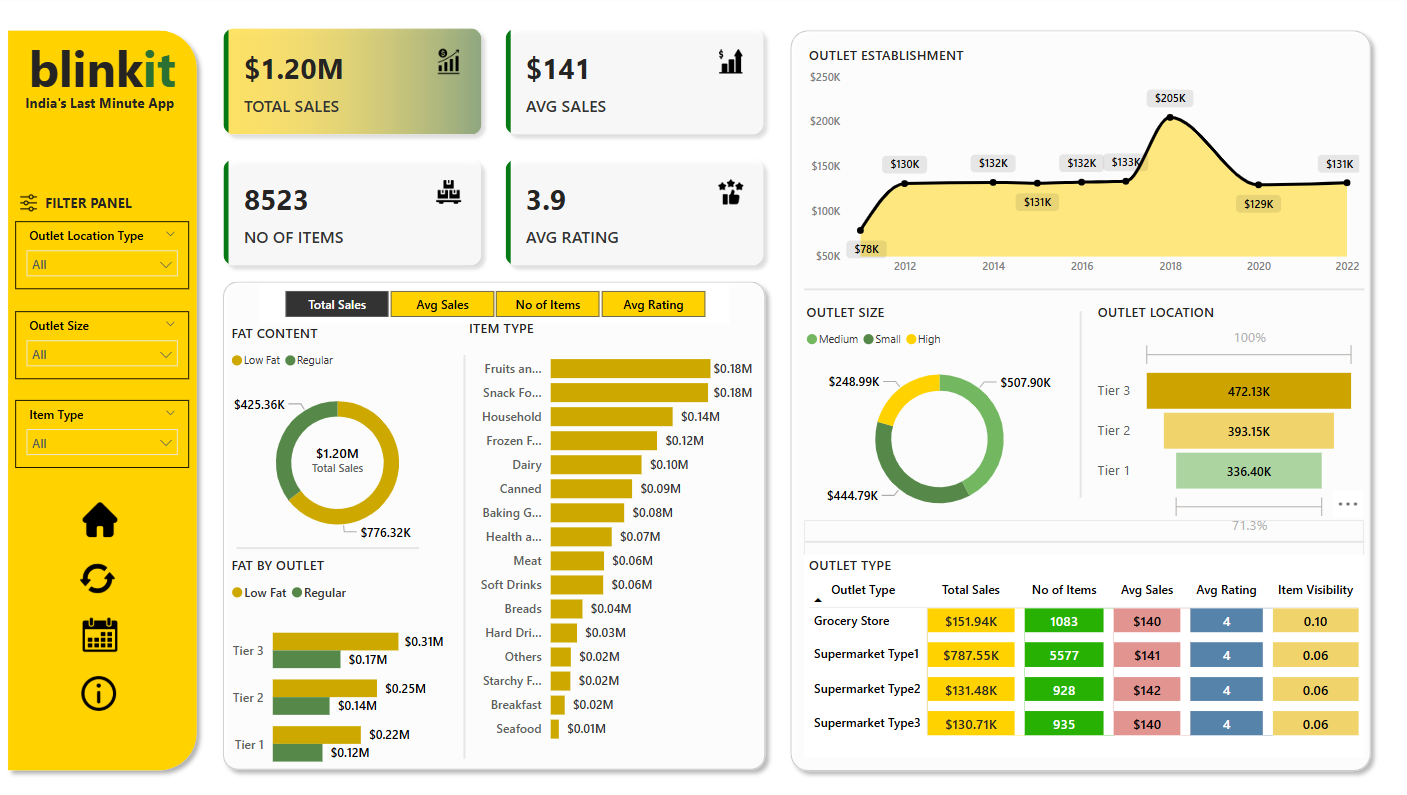 blinkit
India's Last Minute App
FILTER PANEL
Outlet Location Type
All
Outlet Size
All
Item Type
All
$1.20M
TOTAL SALES
$141
AVG SALES
8523
NO OF ITEMS
3.9
AVG RATING
Total Sales Avg Sales No of Items Avg Rating
FAT CONTENT
Low Fat Regular
$425.36K
$1.20M
Total Sales
$776.32K
FAT BY OUTLET
Low Fat Regular
Tier 3 $0.31M
$0.17M
Tier 2 $0.25M
$0.14M
Tier 1 $0.22M
$0.12M
ITEM TYPE
Fruits an... $0.18M
Snack Fo... $0.18M
Household $0.14M
Frozen F... $0.12M
Dairy $0.10M
Canned $0.09M
Baking G... $0.08M
Health a... $0.07M
Meat $0.06M
Soft Drinks $0.06M
Breads $0.04M
Hard Dri... $0.03M
Others $0.02M
Starchy F... $0.02M
Breakfast $0.02M
Seafood $0.01M
OUTLET ESTABLISHMENT
$250K
$200K
$150K
$100K
$50K
$78K $130K $132K $131K $132K $133K $205K $129K $131K
2012 2014 2016 2018 2020 2022
OUTLET SIZE
Medium Small High
$248.99K $507.90K
$444.79K
OUTLET LOCATION
100%
Tier 3 472.13K
Tier 2 393.15K
Tier 1 336.40K
71.3%
OUTLET TYPE
Outlet Type Total Sales No of Items Avg Sales Avg Rating Item Visibility
Grocery Store $151.94K 1083 $140 4 0.10
Supermarket Type1 $787.55K 5577 $141 4 0.06
Supermarket Type2 $131.48K 928 $142 4 0.06
Supermarket Type3 $130.71K 935 $140 4 0.06